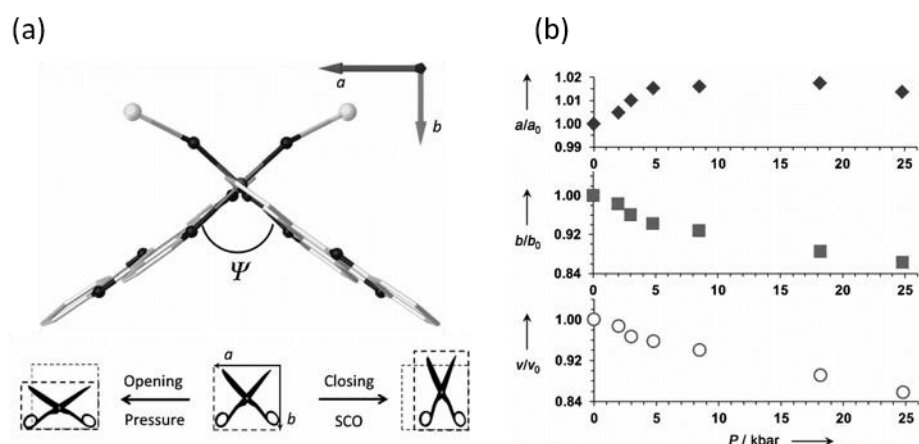 (a)
(b)
a
b
Ψ
Opening
Pressure
a
b
Closing
SCO
a/a₀
1.02
1.01
1.00
0.99
0 5 10 15 20 25
b/b₀
1.00
0.92
0.84
0 5 10 15 20 25
v/v₀
1.00
0.92
0.84
0 5 10 15 20 25
P / kbar